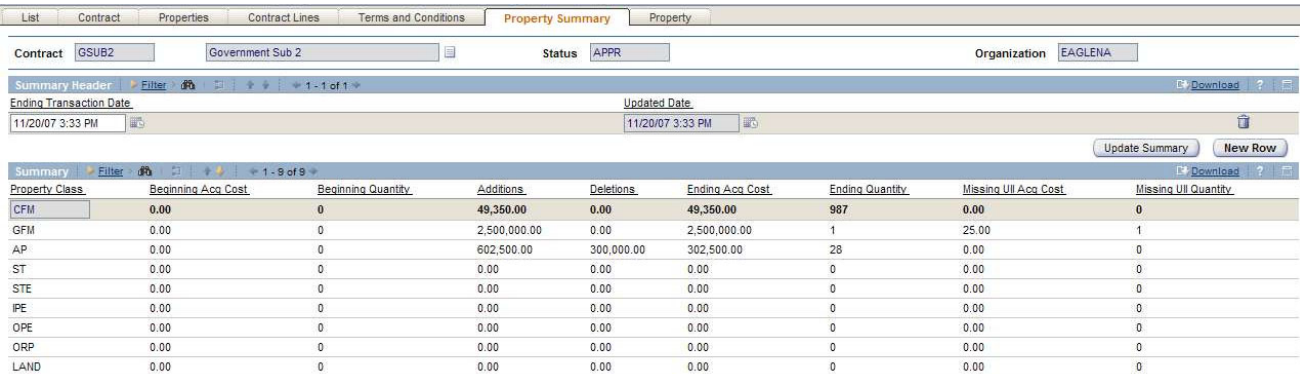 List Contract Properties Contract Lines Terms and Conditions Property Summary Property
Contract GSUB2 Government Sub 2 Status APPR Organization EAGLENA
Summary Header Filter 1 - 1 of 1 Download ?
Ending Transaction Date Updated Date
11/20/07 3:33 PM 11/20/07 3:33 PM
Update Summary New Row
Summary Filter 1 - 9 of 9 Download ?
Property Class Beginning Acq Cost Beginning Quantity Additions Deletions Ending Acq Cost Ending Quantity Missing UII Acq Cost Missing UII Quantity
CFM 0.00 0 49,350.00 0.00 49,350.00 987 0.00 0
GFM 0.00 0 2,500,000.00 0.00 2,500,000.00 1 25.00 1
AP 0.00 0 602,500.00 300,000.00 302,500.00 28 0.00 0
ST 0.00 0 0.00 0.00 0.00 0 0.00 0
STE 0.00 0 0.00 0.00 0.00 0 0.00 0
IPE 0.00 0 0.00 0.00 0.00 0 0.00 0
OPE 0.00 0 0.00 0.00 0.00 0 0.00 0
ORP 0.00 0 0.00 0.00 0.00 0 0.00 0
LAND 0.00 0 0.00 0.00 0.00 0 0.00 0